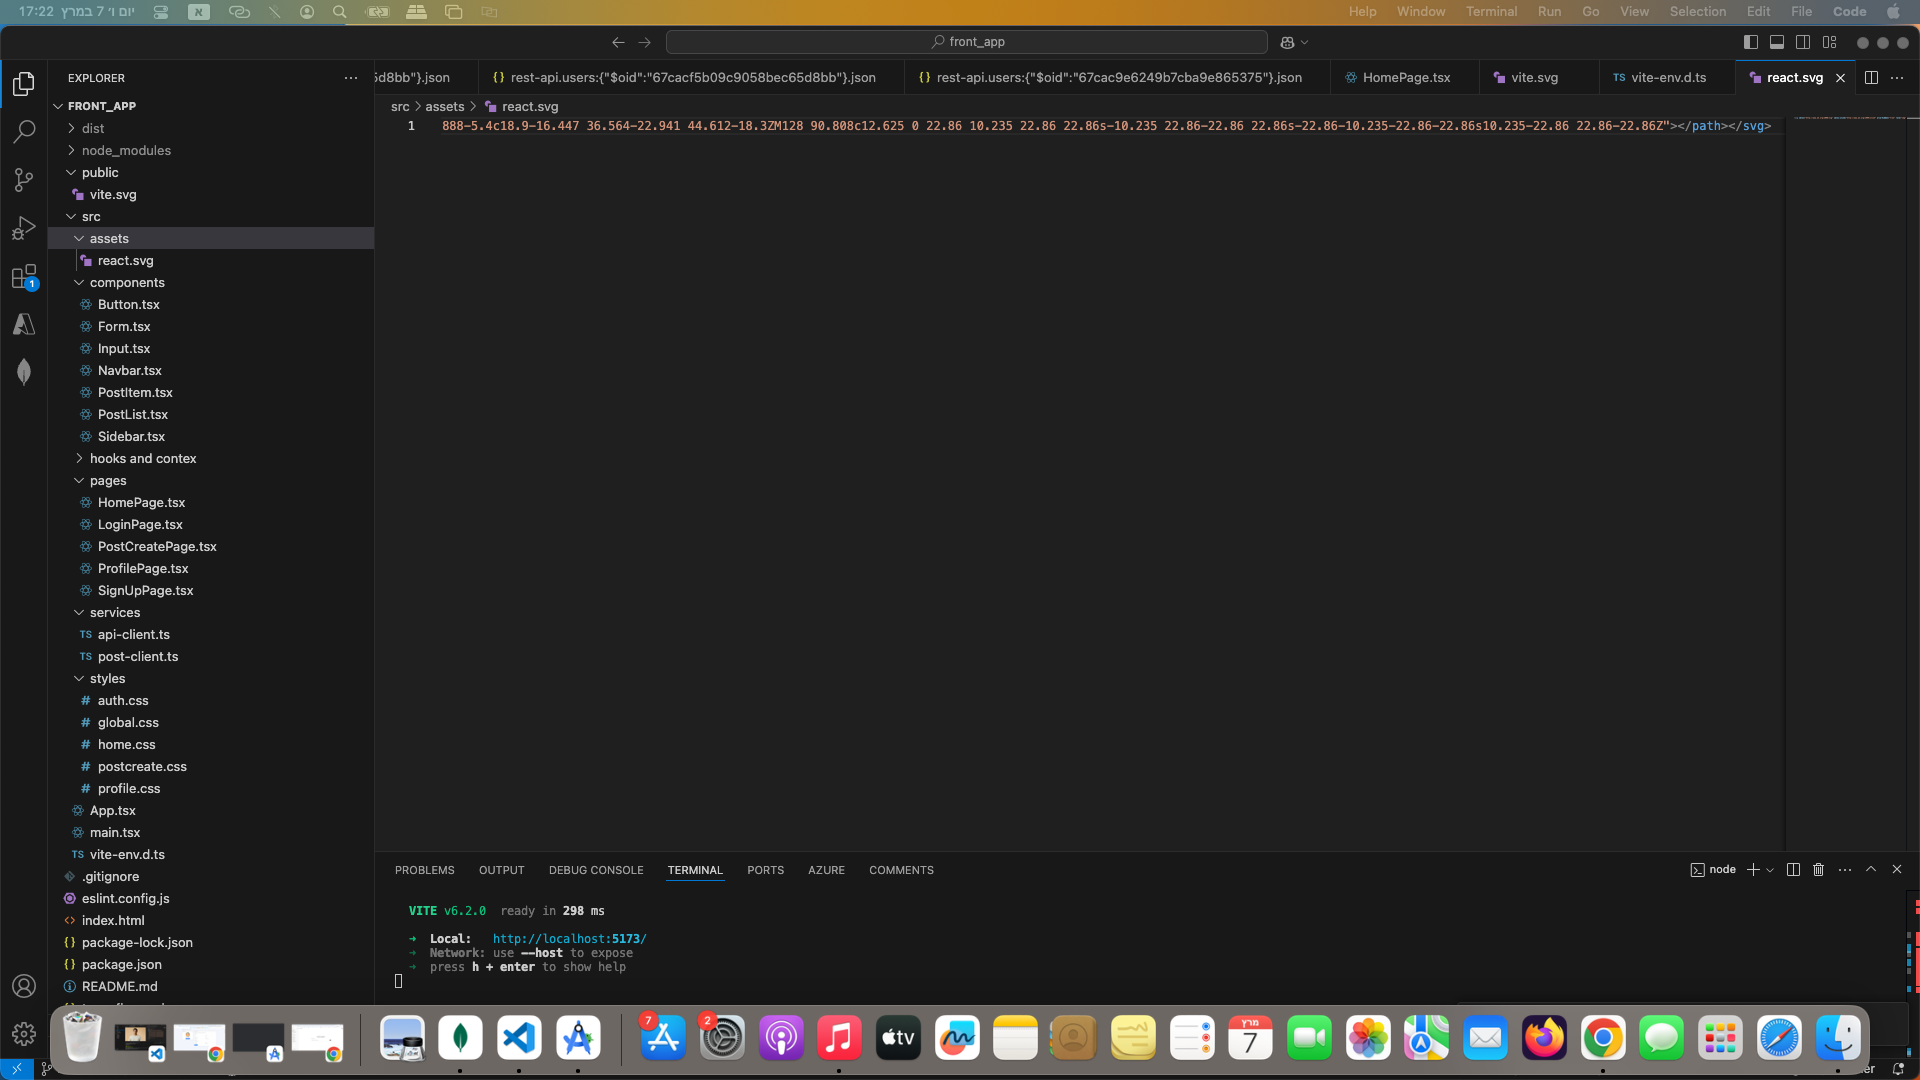 17:22 יום ו׳ 7 במרץ
א
Help Window Terminal Run Go View Selection Edit File Code
front_app
EXPLORER
5d8bb"}.json
{} rest-api.users:{"$oid":"67cacf5b09c9058bec65d8bb"}.json
{} rest-api.users:{"$oid":"67cac9e6249b7cba9e865375"}.json
HomePage.tsx
vite.svg
TS vite-env.d.ts
react.svg
src > assets > react.svg
1 888-5.4c18.9-16.447 36.564-22.941 44.612-18.3ZM128 90.808c12.625 0 22.86 10.235 22.86 22.86s-10.235 22.86-22.86 22.86s-22.86-10.235-22.86-22.86s10.235-22.86 22.86-22.86Z"></path></svg>
FRONT_APP
dist
node_modules
public
vite.svg
src
assets
react.svg
components
Button.tsx
Form.tsx
Input.tsx
Navbar.tsx
PostItem.tsx
PostList.tsx
Sidebar.tsx
hooks and contex
pages
HomePage.tsx
LoginPage.tsx
PostCreatePage.tsx
ProfilePage.tsx
SignUpPage.tsx
services
TS api-client.ts
TS post-client.ts
styles
# auth.css
# global.css
# home.css
# postcreate.css
# profile.css
App.tsx
main.tsx
TS vite-env.d.ts
.gitignore
eslint.config.js
<> index.html
{} package-lock.json
{} package.json
README.md
1
PROBLEMS OUTPUT DEBUG CONSOLE TERMINAL PORTS AZURE COMMENTS
node
VITE v6.2.0 ready in 298 ms
➜ Local: http://localhost:5173/
➜ Network: use --host to expose
➜ press h + enter to show help
7
2
tv
מרץ
7